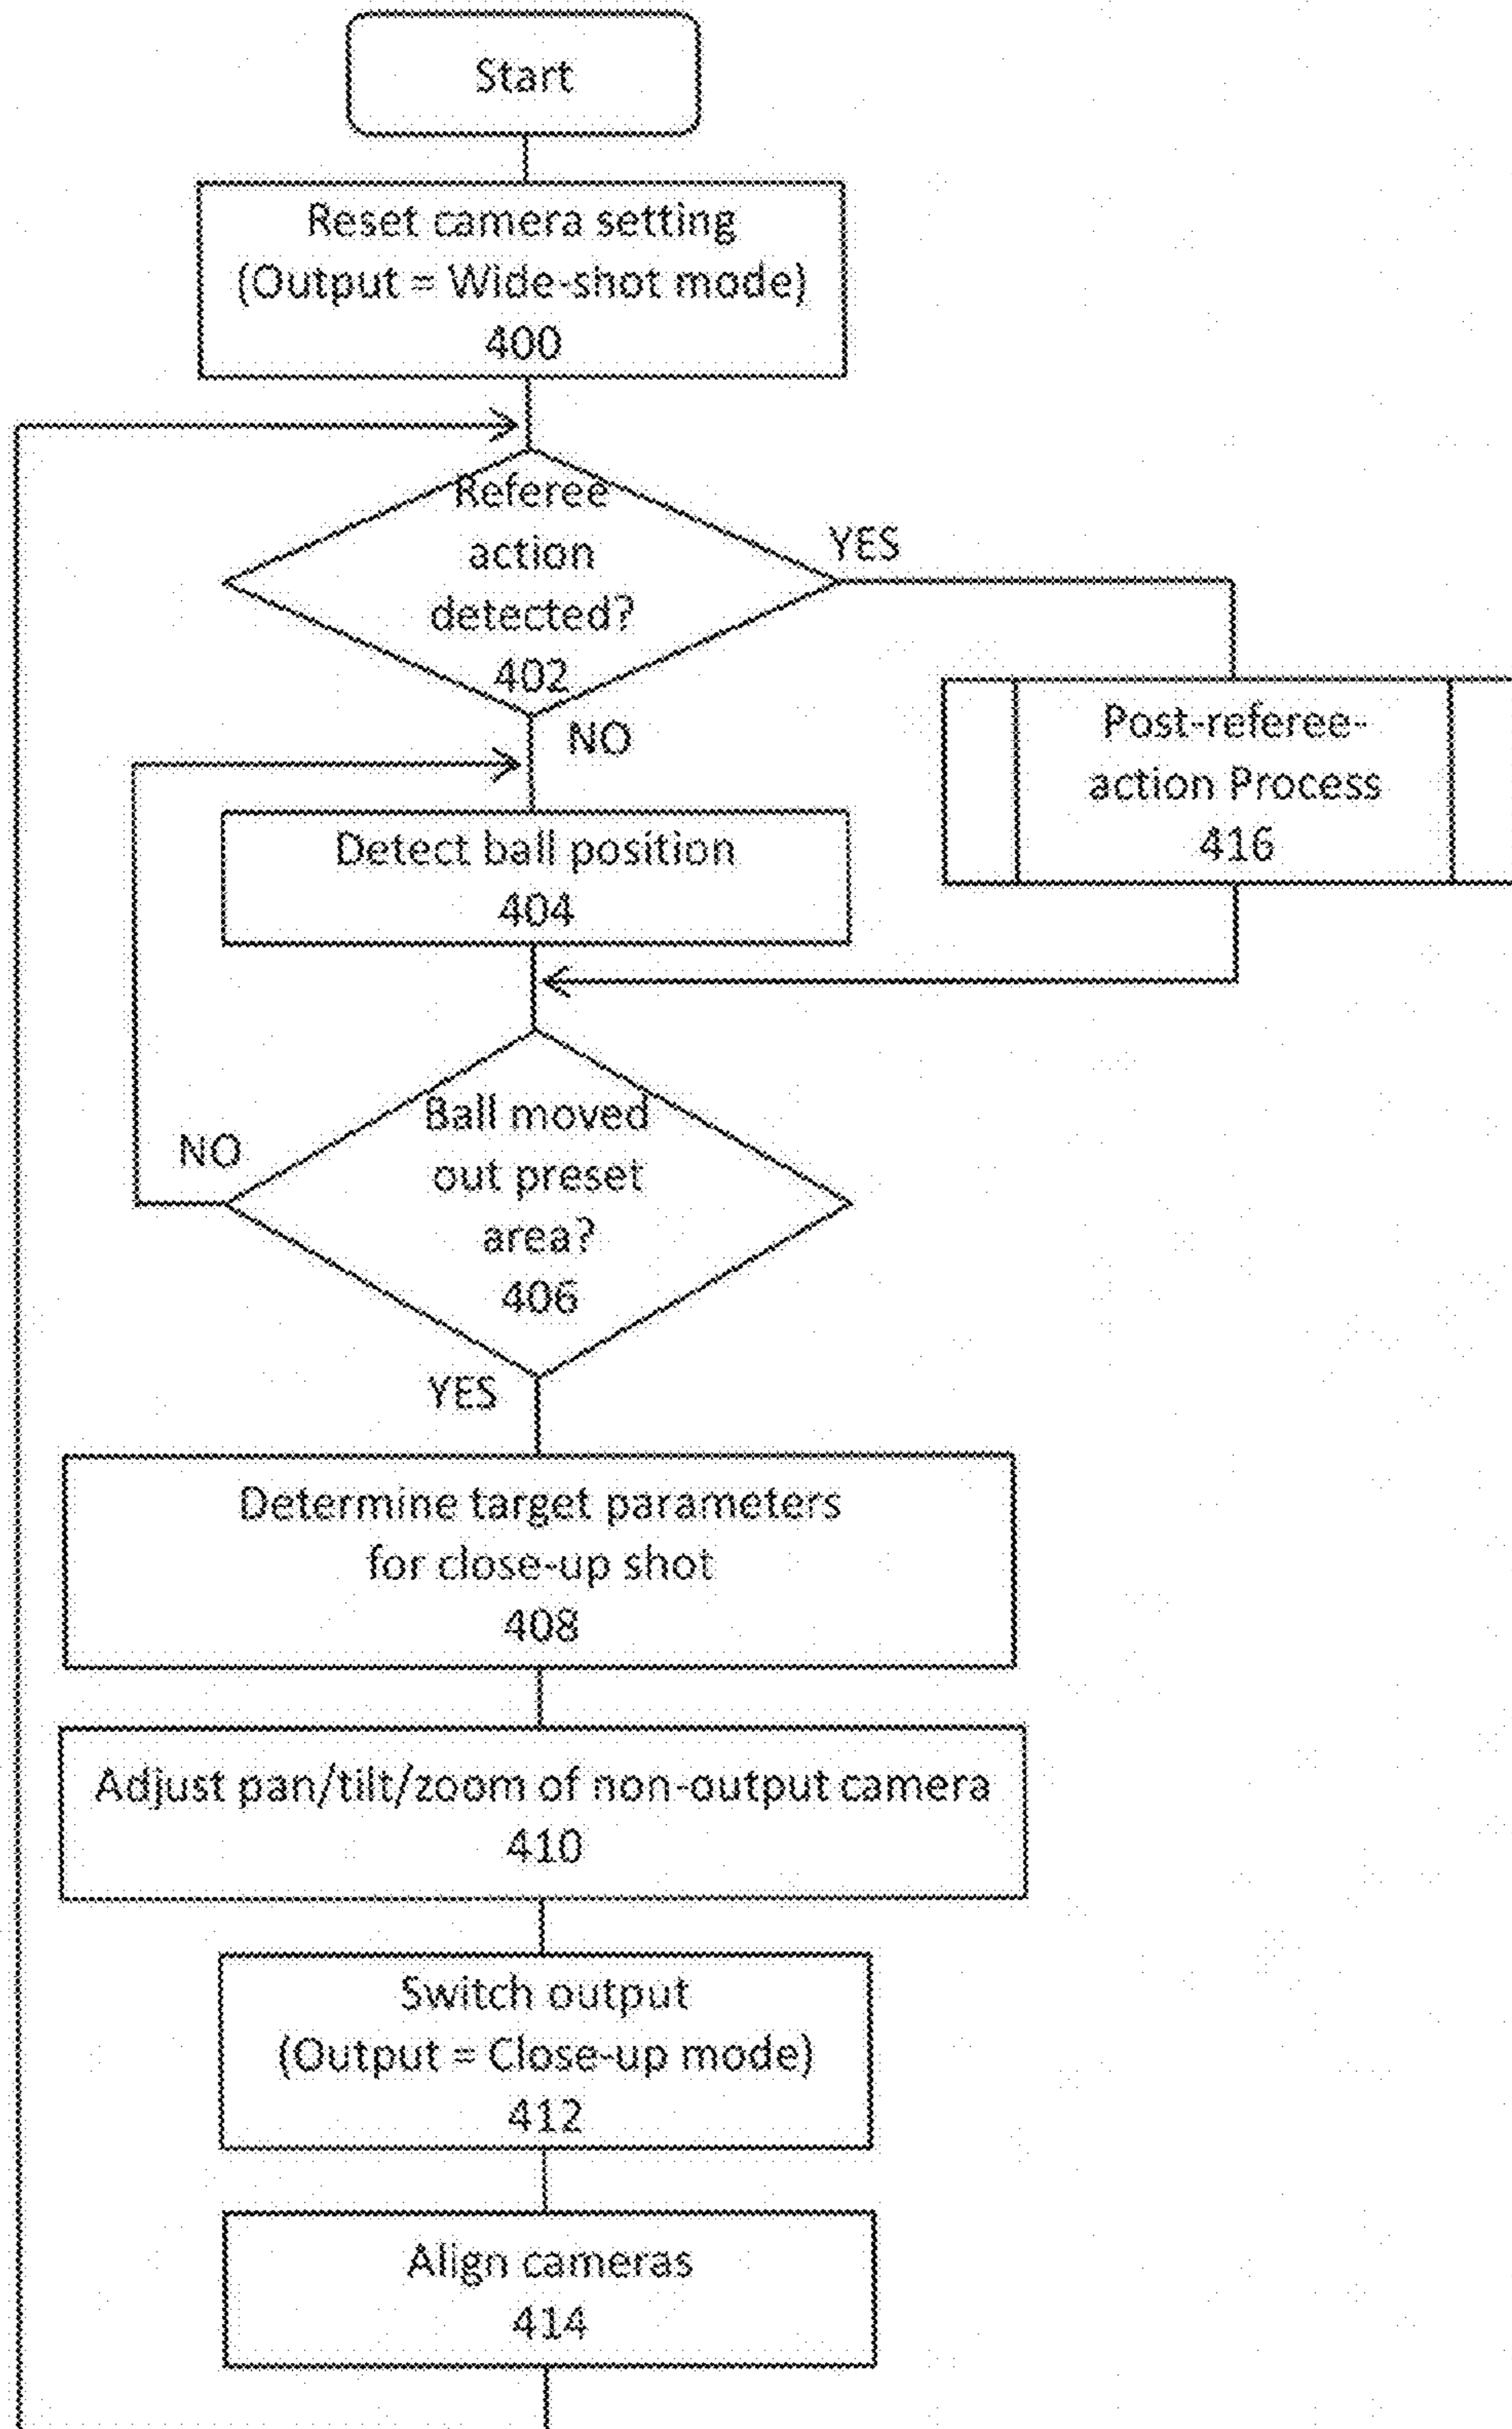 Start
Reset camera setting
(Output = Wide-shot mode)
400
Referee
action
detected?
402
YES
NO
Post-referee-
action Process
416
Detect ball position
404
Ball moved
out preset
area?
406
NO
YES
Determine target parameters
for close-up shot
408
Adjust pan/tilt/zoom of non-output camera
410
Switch output
(Output = Close-up mode)
412
Align cameras
414